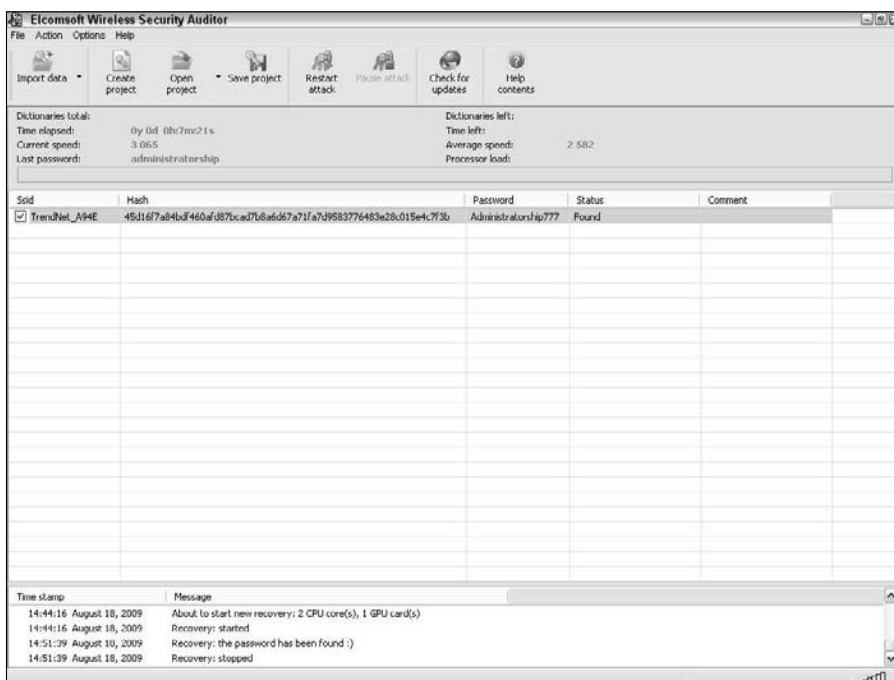 Elcomsoft Wireless Security Auditor
File Action Options Help
Import data
Create project
Open project
Save project
Restart attack
Pause attack
Check for updates
Help contents
Dictionaries total:
Dictionaries left:
Time elapsed: 0y 0d 0h:7m:21s
Time left:
Current speed: 3 065
Average speed: 2 582
Last password: administratorship
Processor load:
Ssid Hash Password Status Comment
TrendNet_A94E 45d16f7a84bdf460afd87bcad7b8a6d67a71fa7d9583776483e28c015e4c7f3b Administratorship777 Found
Time stamp Message
14:44:16 August 18, 2009 About to start new recovery: 2 CPU core(s), 1 GPU card(s)
14:44:16 August 18, 2009 Recovery: started
14:51:39 August 18, 2009 Recovery: the password has been found :)
14:51:39 August 18, 2009 Recovery: stopped